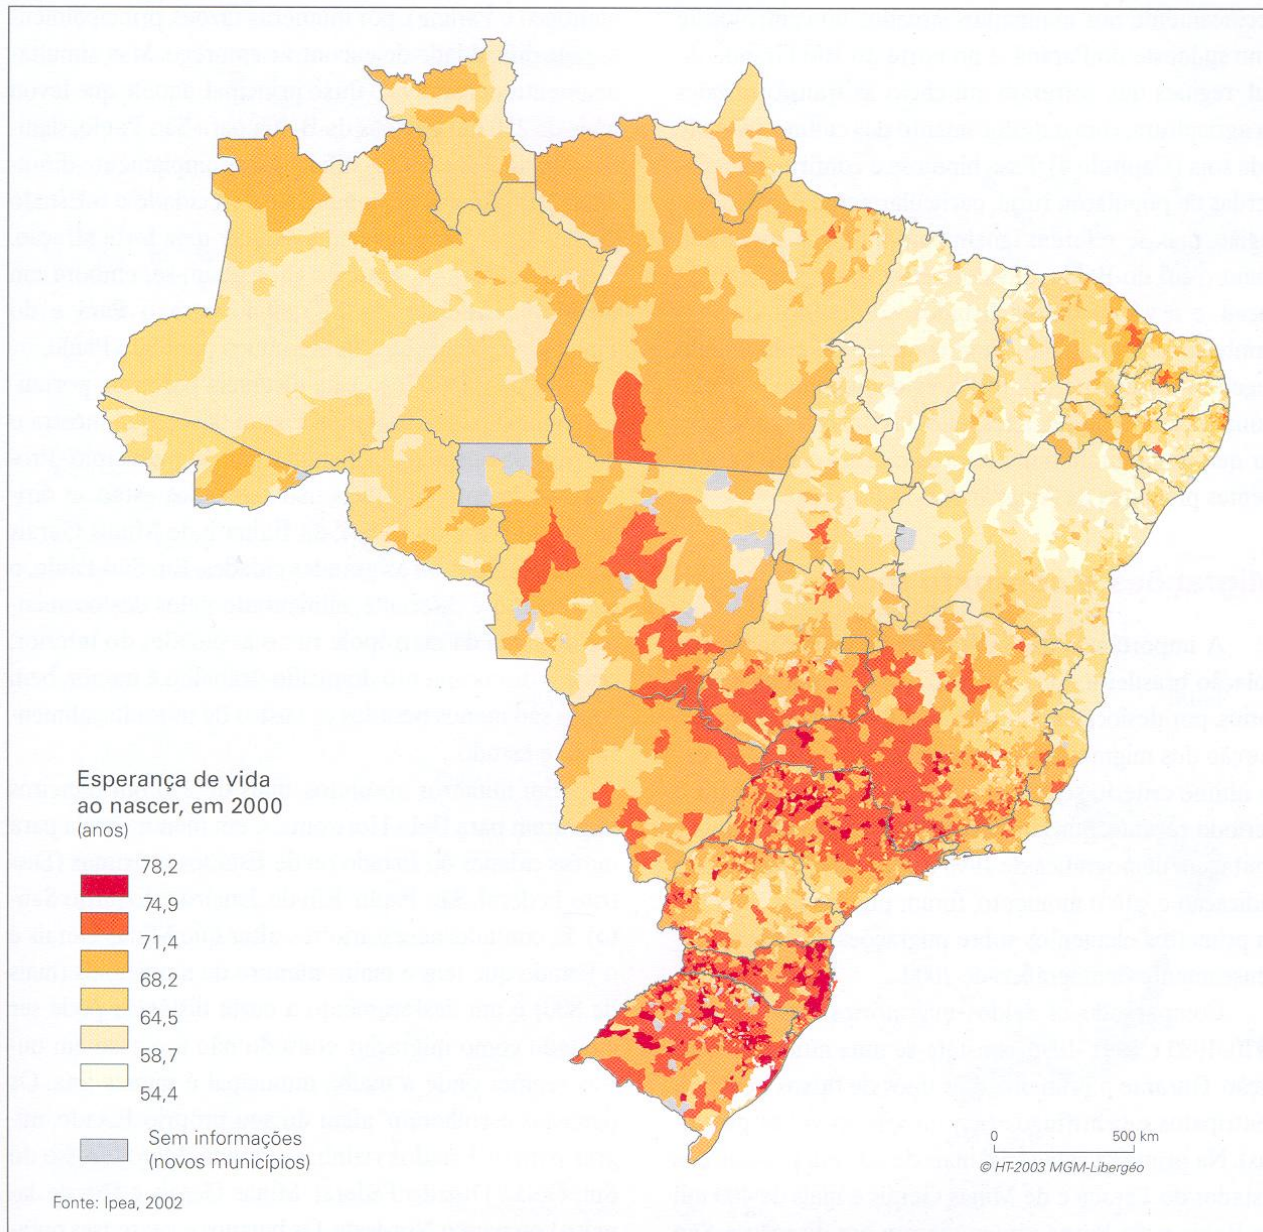 Esperança de vida
ao nascer, em 2000
(anos)
78,2
74,9
71,4
68,2
64,5
58,7
54,4
Sem informações
(novos municípios)
Fonte: Ipea, 2002
0 500 km
© HT-2003 MGM-Libergéo